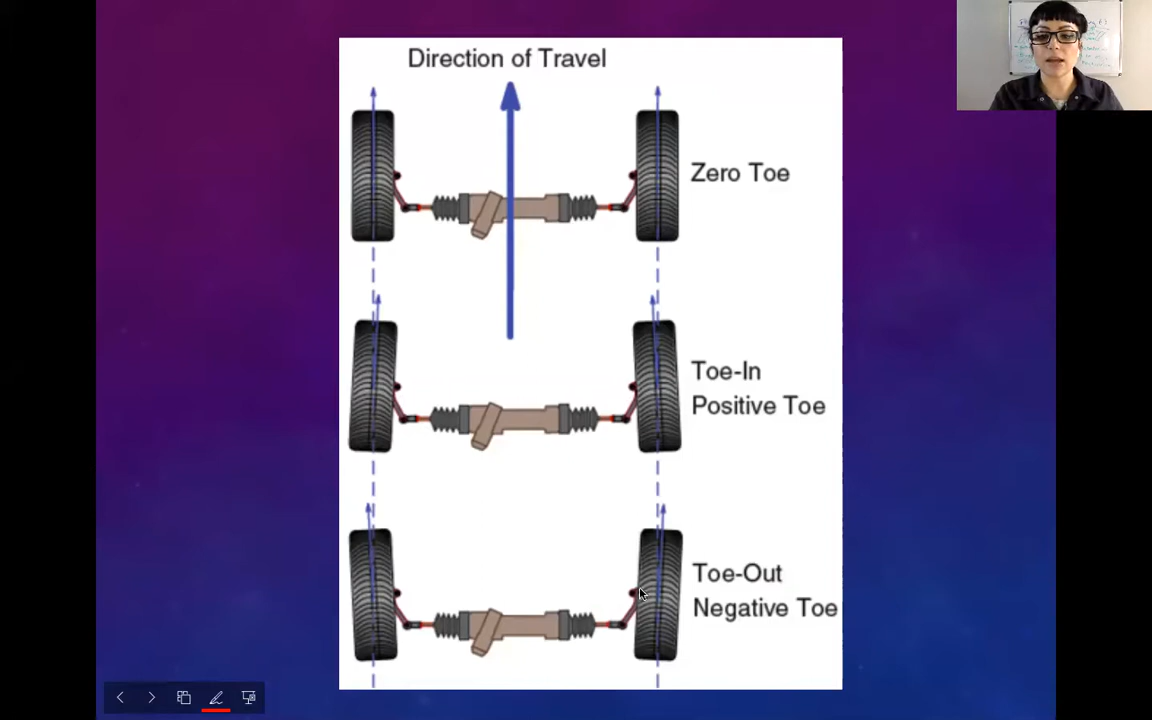 Direction of Travel
Zero Toe
Toe-In
Positive Toe
Toe-Out
Negative Toe